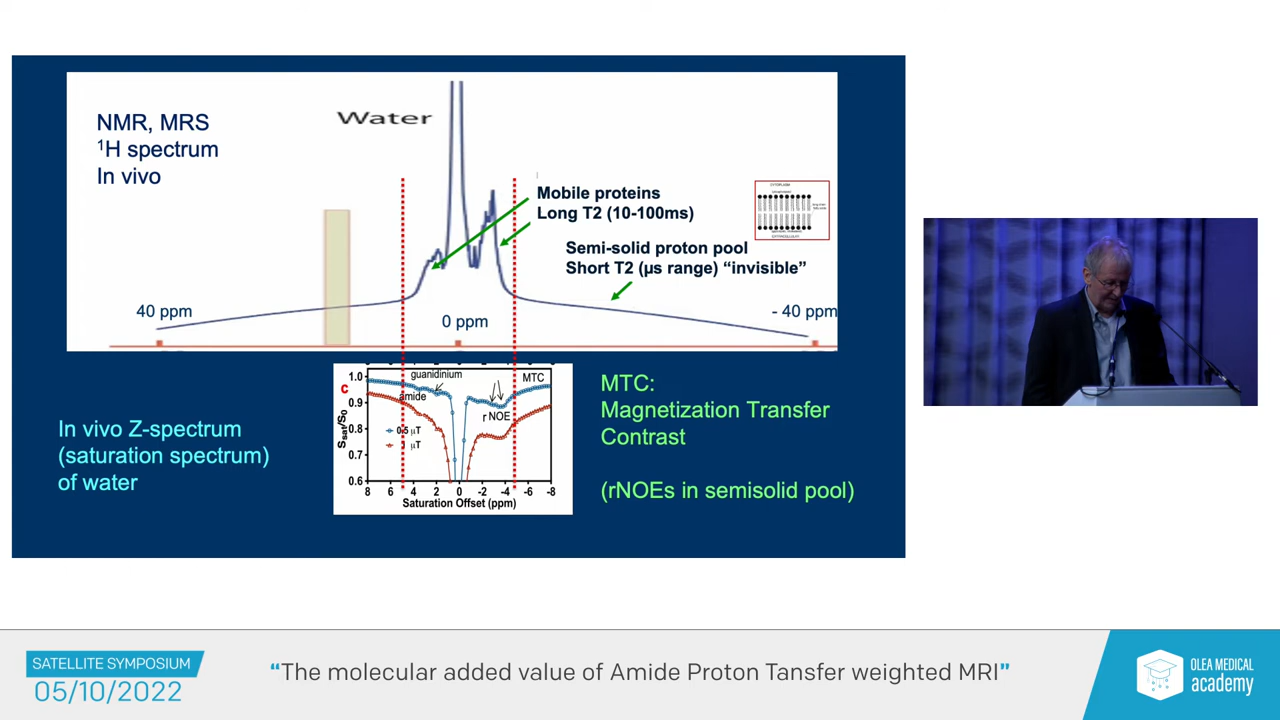 NMR, MRS
¹H spectrum
In vivo
Water
Mobile proteins
Long T2 (10-100ms)
Semi-solid proton pool
Short T2 (µs range) “invisible”
CYTOPLASM
40 ppm
0 ppm
- 40 ppm
In vivo Z-spectrum
(saturation spectrum)
of water
c
guanidinium
MTC
amide
rNOE
0.5 µT
1 µT
Ssat/S0
1.0
0.9
0.8
0.7
0.6
8 6 4 2 0 -2 -4 -6 -8
Saturation Offset (ppm)
MTC:
Magnetization Transfer
Contrast
(rNOEs in semisolid pool)
SATELLITE SYMPOSIUM
05/10/2022
“The molecular added value of Amide Proton Tansfer weighted MRI”
OLEA MEDICAL
academy